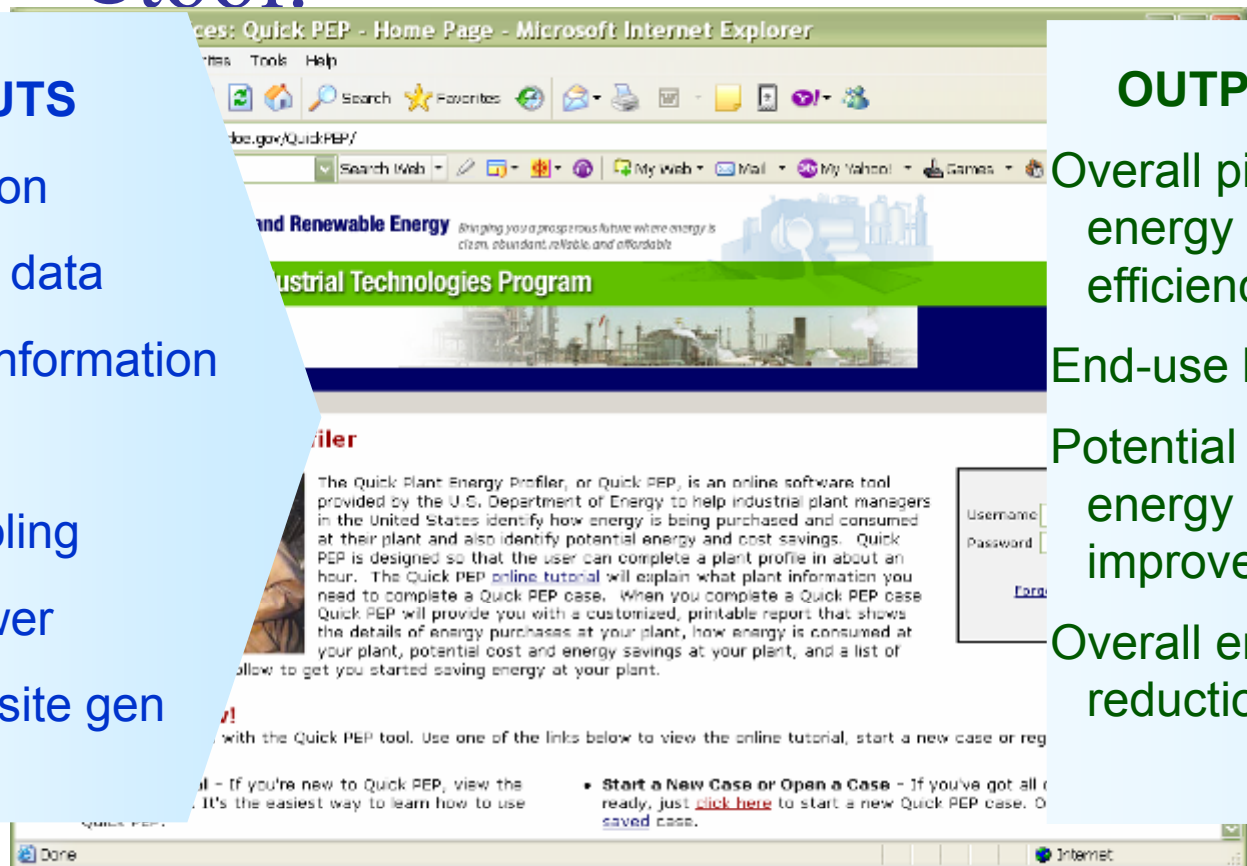 tool.
ces: Quick PEP - Home Page - Microsoft Internet Explorer
Tools Help
Search Favorites
doe.gov/QuickPEP/
Search Web My Web Mail My Yahoo! Games
UTS
on
data
nformation
oling
wer
site gen
and Renewable Energy
Bringing you a prosperous future where energy is
clean, abundant, reliable, and affordable
ustrial Technologies Program
filer
The Quick Plant Energy Profiler, or Quick PEP, is an online software tool
provided by the U.S. Department of Energy to help industrial plant managers
in the United States identify how energy is being purchased and consumed
at their plant and also identify potential energy and cost savings. Quick
PEP is designed so that the user can complete a plant profile in about an
hour. The Quick PEP online tutorial will explain what plant information you
need to complete a Quick PEP case. When you complete a Quick PEP case
Quick PEP will provide you with a customized, printable report that shows
the details of energy purchases at your plant, how energy is consumed at
your plant, potential cost and energy savings at your plant, and a list of
ollow to get you started saving energy at your plant.
Username
Password
Forg
w!
with the Quick PEP tool. Use one of the links below to view the online tutorial, start a new case or reg
al - If you're new to Quick PEP, view the
It's the easiest way to learn how to use
Quick PEP.
• Start a New Case or Open a Case - If you've got all
ready, just click here to start a new Quick PEP case. O
saved case.
OUTP
Overall pi
energy
efficienc
End-use
Potential
energy
improve
Overall en
reductio
Done
Internet